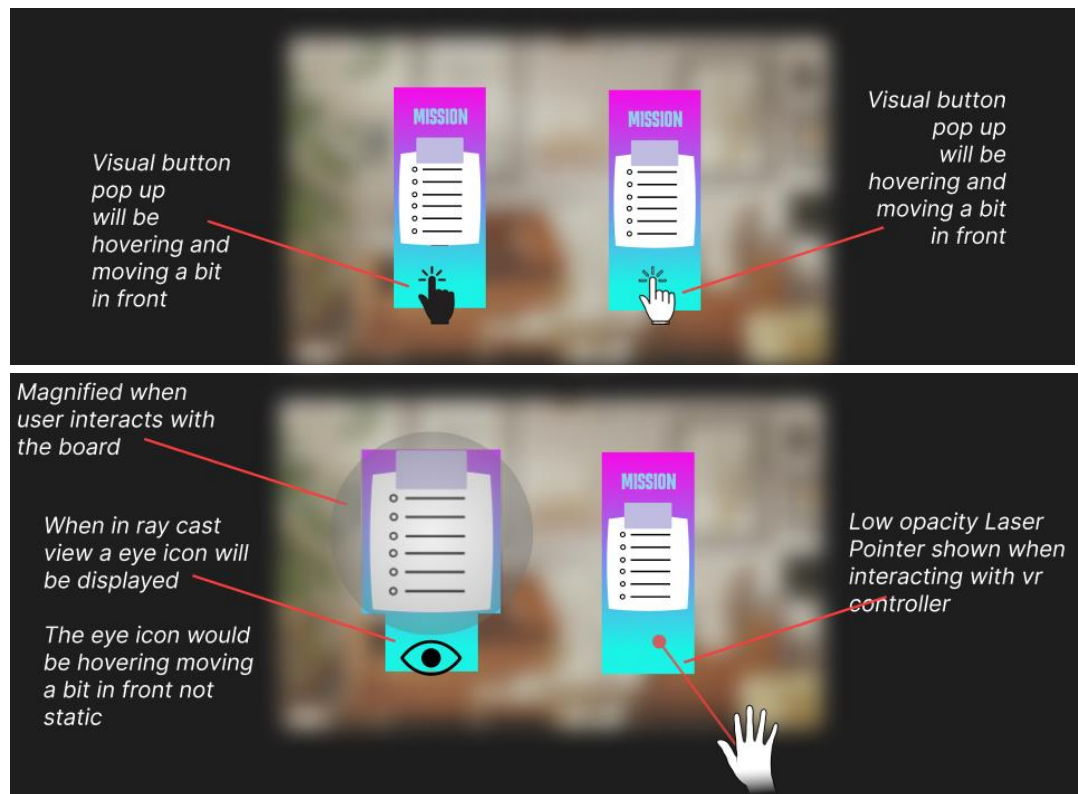 Visual button
pop up
will be
hovering and
moving a bit
in front
MISSION
MISSION
Visual button
pop up
will be
hovering and
moving a bit
in front
Magnified when
user interacts with
the board
When in ray cast
view a eye icon will
be displayed
The eye icon would
be hovering moving
a bit in front not
static
MISSION
Low opacity Laser
Pointer shown when
interacting with vr
controller